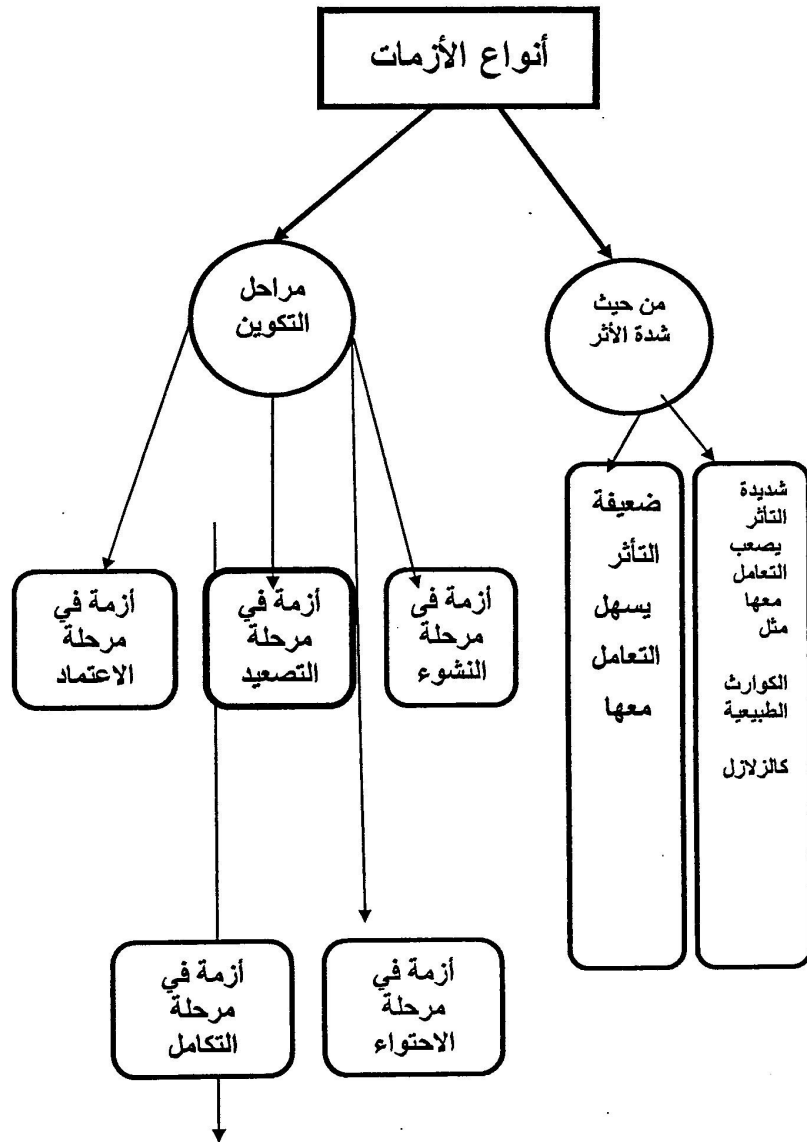 أنواع الأزمات
من حيث
شدة الأثر
مراحل
التكوين
شديدة
التأثر
يصعب
التعامل
معها
مثل
الكوارث
الطبيعية
كالزلازل
ضعيفة
التأثر
يسهل
التعامل
معها
أزمة فى
مرحلة
النشوء
أزمة في
مرحلة
التصعيد
أزمة في
مرحلة
الاعتماد
أزمة في
مرحلة
الاحتواء
أزمة في
مرحلة
التكامل